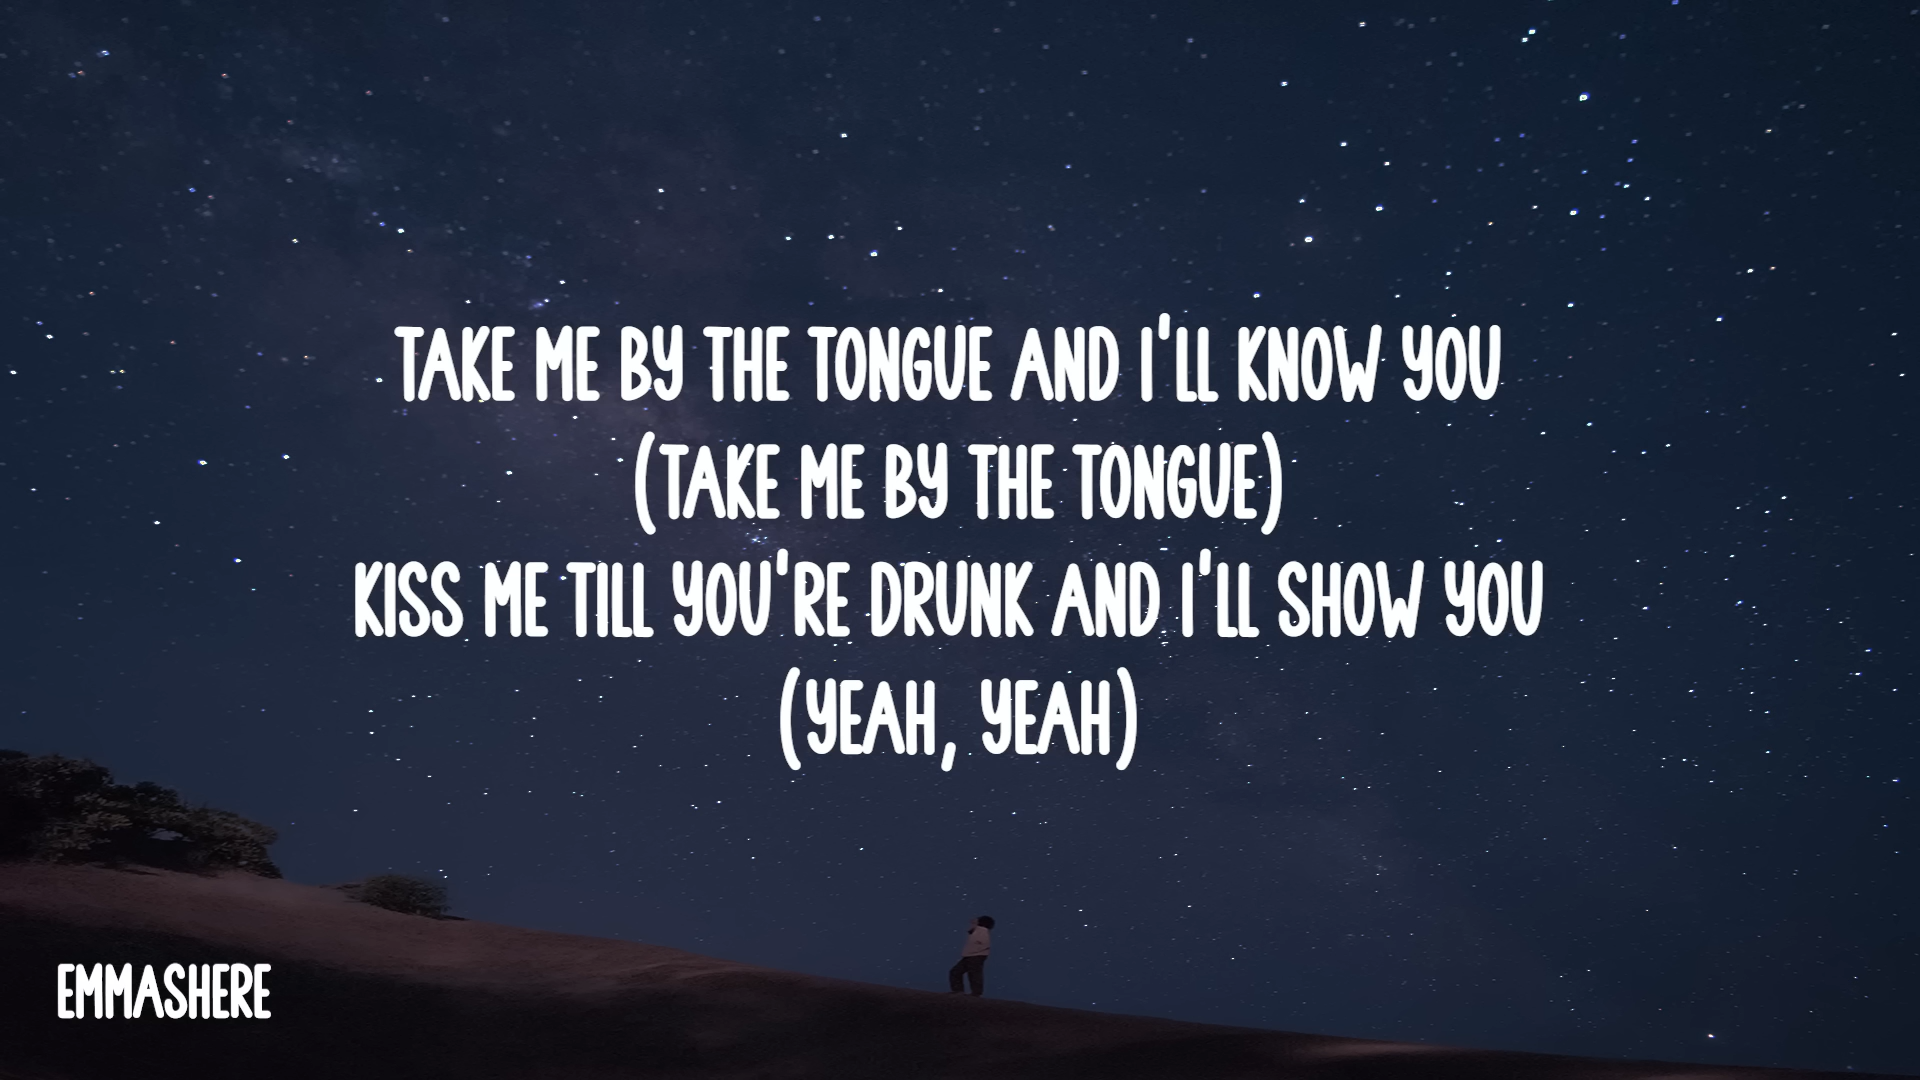 TAKE ME BY THE TONGUE AND I'LL KNOW YOU
(TAKE ME BY THE TONGUE)
KISS ME TILL YOU'RE DRUNK AND I'LL SHOW YOU
(YEAH, YEAH)
EMMASHERE